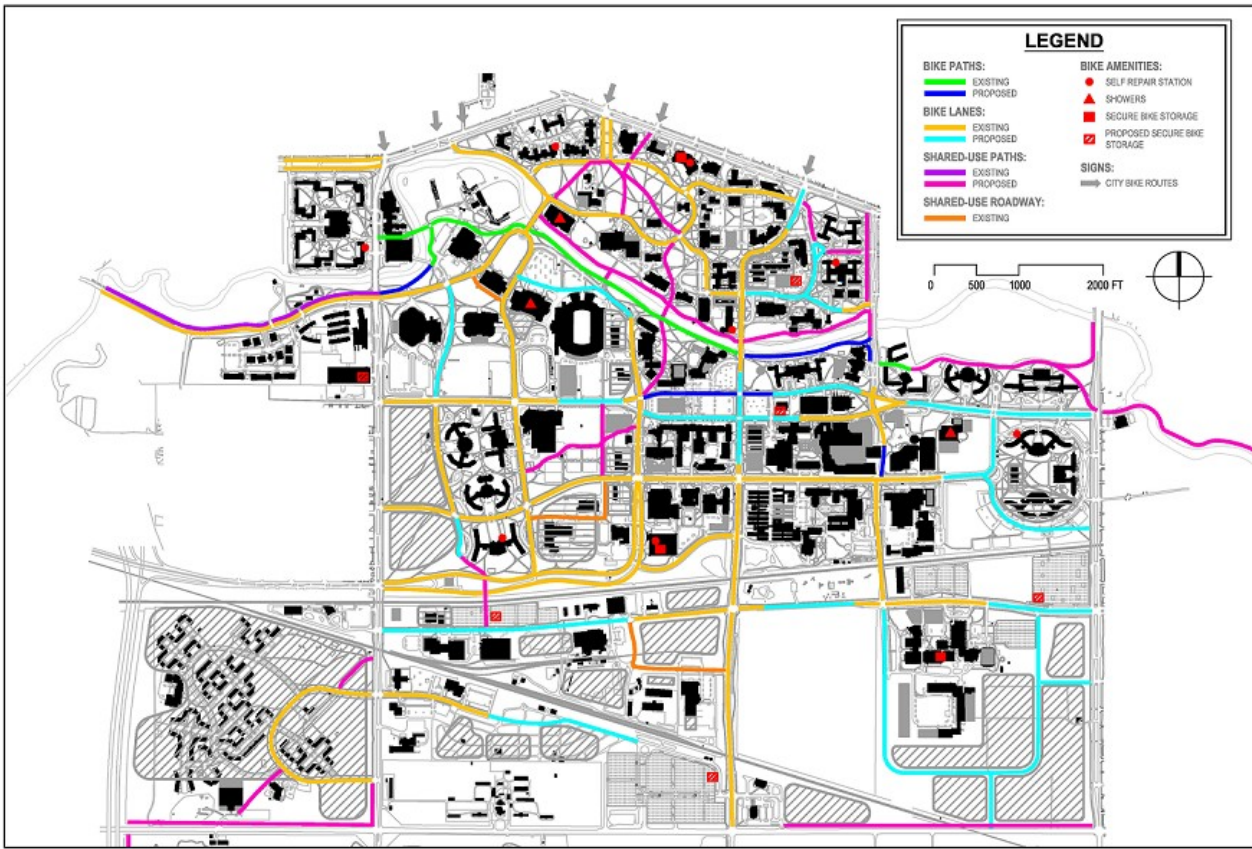 LEGEND
BIKE PATHS:
EXISTING
PROPOSED
BIKE LANES:
EXISTING
PROPOSED
SHARED-USE PATHS:
EXISTING
PROPOSED
SHARED-USE ROADWAY:
EXISTING
BIKE AMENITIES:
SELF REPAIR STATION
SHOWERS
SECURE BIKE STORAGE
PROPOSED SECURE BIKE
STORAGE
SIGNS:
CITY BIKE ROUTES
0 500 1000 2000 FT